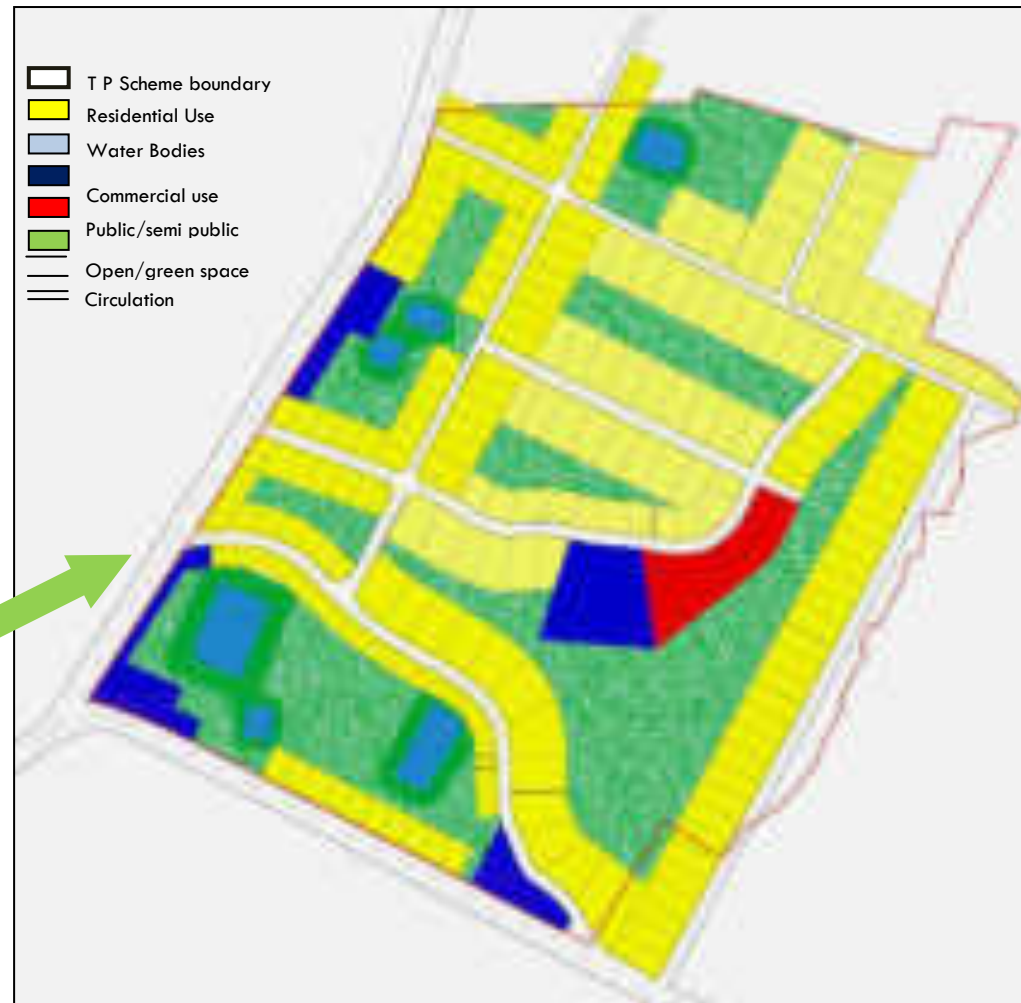 T P Scheme boundary
Residential Use
Water Bodies
Commercial use
Public/semi public
Open/green space
Circulation